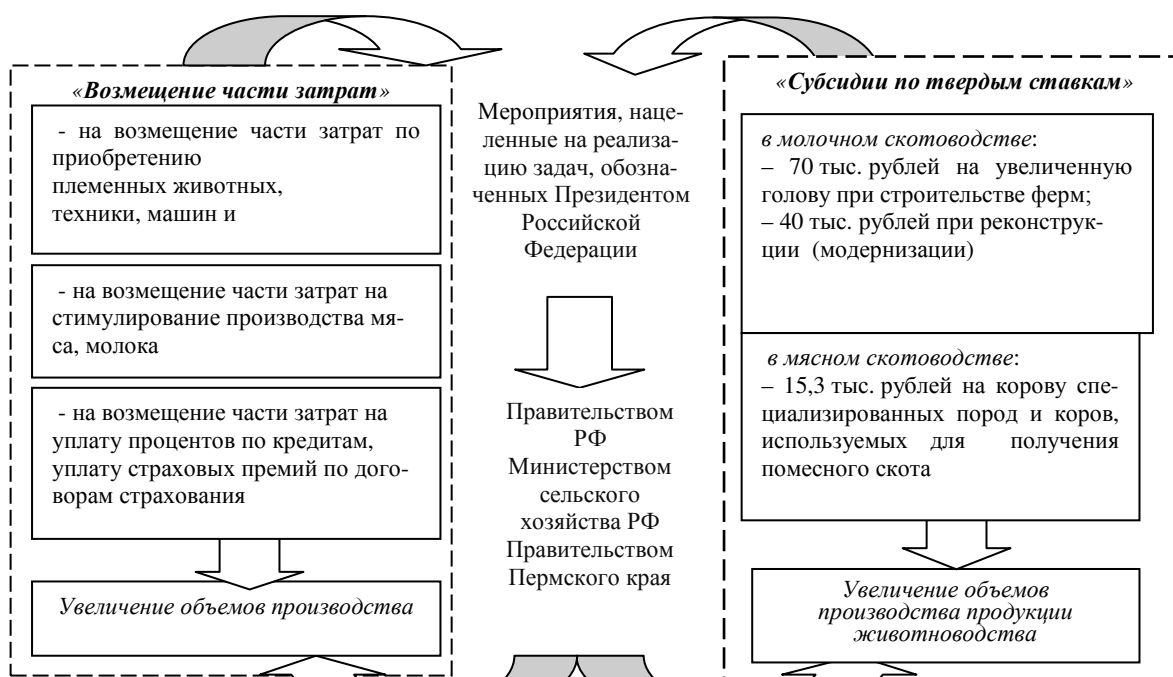 «Возмещение части затрат»
- на возмещение части затрат по
приобретению
племенных животных,
техники, машин и
- на возмещение части затрат на
стимулирование производства мя-
са, молока
- на возмещение части затрат на
уплату процентов по кредитам,
уплату страховых премий по дого-
ворам страхования
Увеличение объемов производства
Мероприятия, наце-
ленные на реализа-
цию задач, обозна-
ченных Президентом
Российской
Федерации
Правительством
РФ
Министерством
сельского
хозяйства РФ
Правительством
Пермского края
«Субсидии по твердым ставкам»
в молочном скотоводстве:
– 70 тыс. рублей на увеличенную
голову при строительстве ферм;
– 40 тыс. рублей при реконструк-
ции (модернизации)
в мясном скотоводстве:
– 15,3 тыс. рублей на корову спе-
циализированных пород и коров,
используемых для получения
помесного скота
Увеличение объемов
производства продукции
животноводства